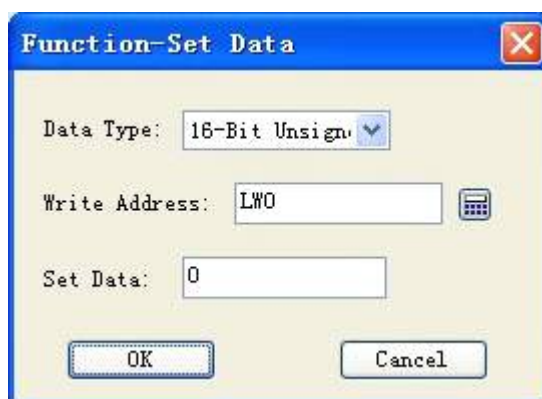 Function-Set Data
Data Type: 16-Bit Unsign
Write Address: LW0
Set Data: 0
OK Cancel